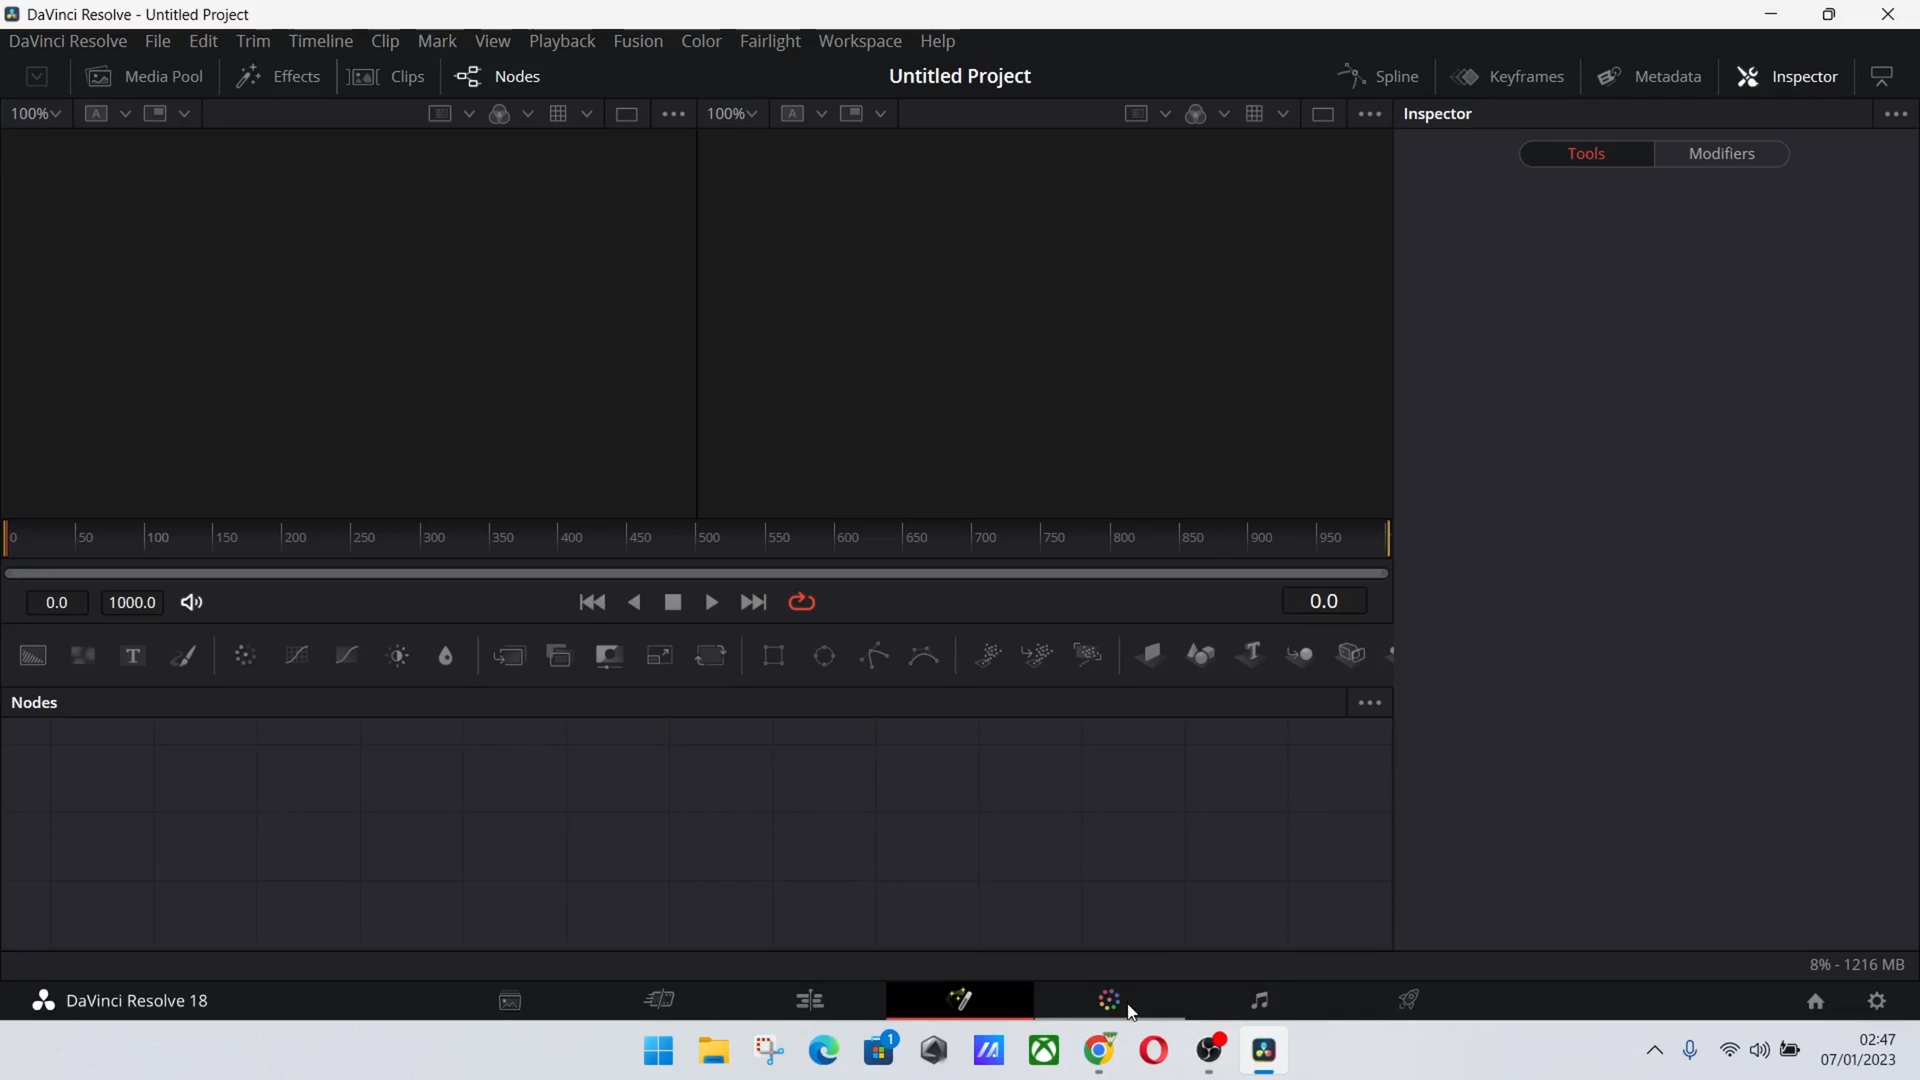 DaVinci Resolve - Untitled Project
DaVinci Resolve File Edit Trim Timeline Clip Mark View Playback Fusion Color Fairlight Workspace Help
Media Pool Effects Clips Nodes Untitled Project Spline Keyframes Metadata Inspector
100% A 100% A Inspector
Tools Modifiers
0 50 100 150 200 250 300 350 400 450 500 550 600 650 700 750 800 850 900 950
0.0 1000.0 0.0
T T
Nodes
8% - 1216 MB
DaVinci Resolve 18
1
02:47
07/01/2023